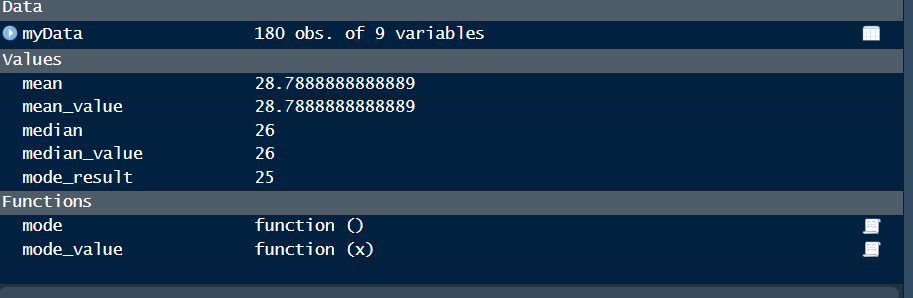 Data
myData 180 obs. of 9 variables
Values
mean 28.7888888888889
mean_value 28.7888888888889
median 26
median_value 26
mode_result 25
Functions
mode function ()
mode_value function (x)